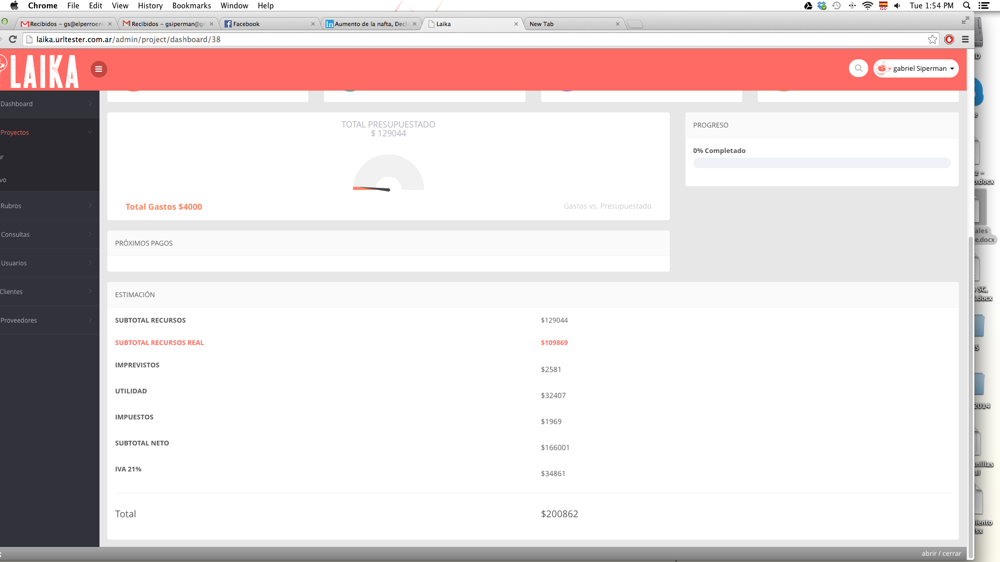 Chrome File Edit View History Bookmarks Window Help Tue 1:54 PM
Recibidos – gs@elperroen
Recibidos – gsiperman@g
Facebook
in Aumento de la nafta, Decl
Laika
New Tab
laika.urltester.com.ar/admin/project/dashboard/38
LAIKA
gabriel Siperman
Dashboard
Proyectos
ar
vo
Rubros
Consultas
Usuarios
Clientes
Proveedores
TOTAL PRESUPUESTADO
$ 129044
Total Gastos $4000
Gastos vs. Presupuestado
PROGRESO
0% Completado
PRÓXIMOS PAGOS
ESTIMACIÓN
SUBTOTAL RECURSOS $129044
SUBTOTAL RECURSOS REAL $109869
IMPREVISTOS $2581
UTILIDAD $32407
IMPUESTOS $1969
SUBTOTAL NETO $166001
IVA 21% $34861
Total $200862
abrir / cerrar
D
e
z –
o.docx
ales
e.docx
SC,
.docx
S
2014
nillas
al
iento
sx